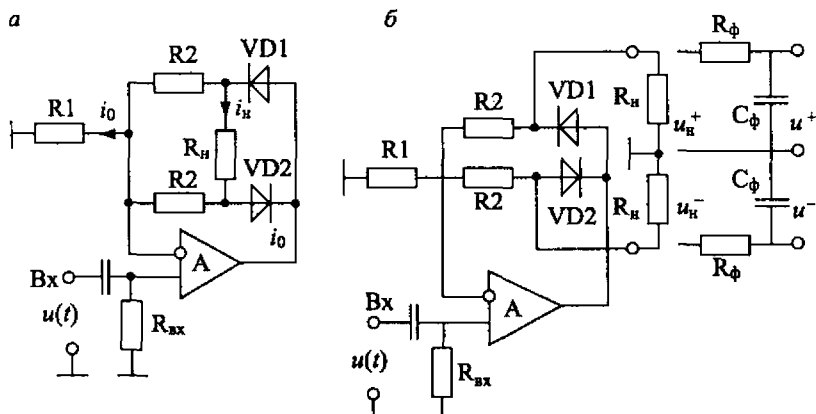 а
R2
VD1
R1
i₀
iн
Rн
R2
VD2
i₀
A
Вх
u(t)
Rвх
б
R2
VD1
R1
R2
VD2
Rн
uн⁺
Rн
uн⁻
Rф
Cф
u⁺
Cф
u⁻
Rф
A
Вх
u(t)
Rвх